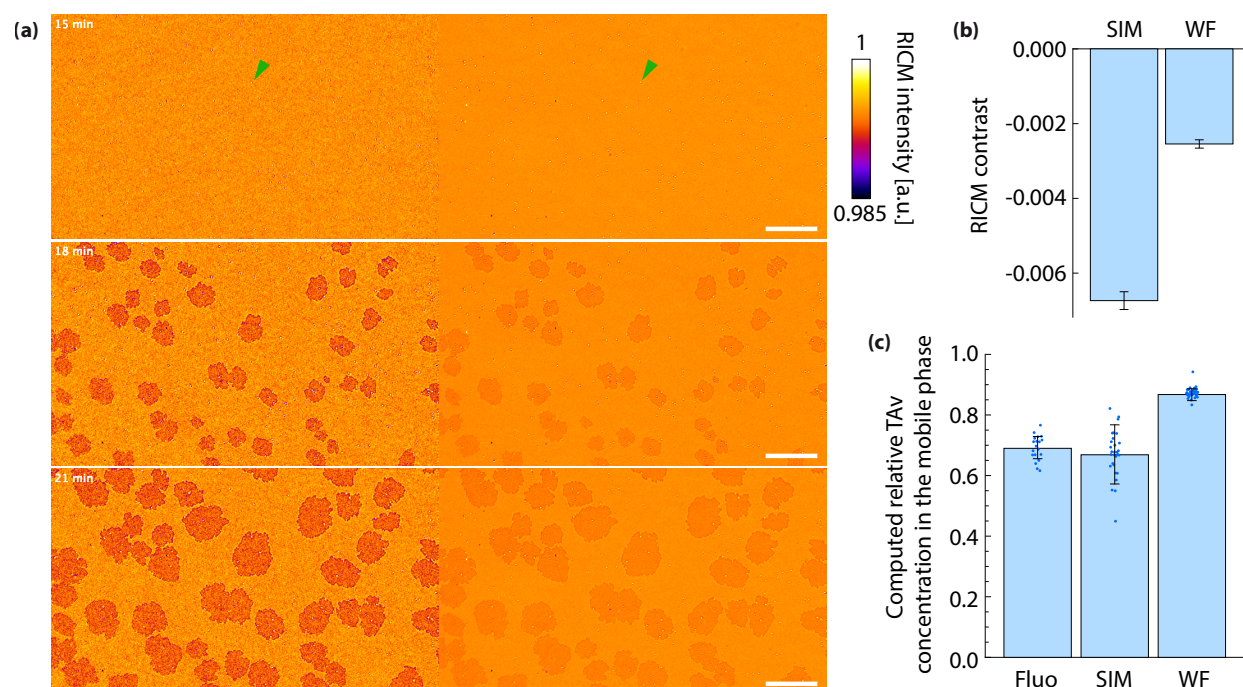 (a)
15 min
18 min
21 min
1
0.985
RICM intensity [a.u.]
(b)
SIM WF
0.000
-0.002
-0.004
-0.006
RICM contrast
(c)
1.0
0.8
0.6
0.4
0.2
0.0
Computed relative TAv
concentration in the mobile phase
Fluo SIM WF